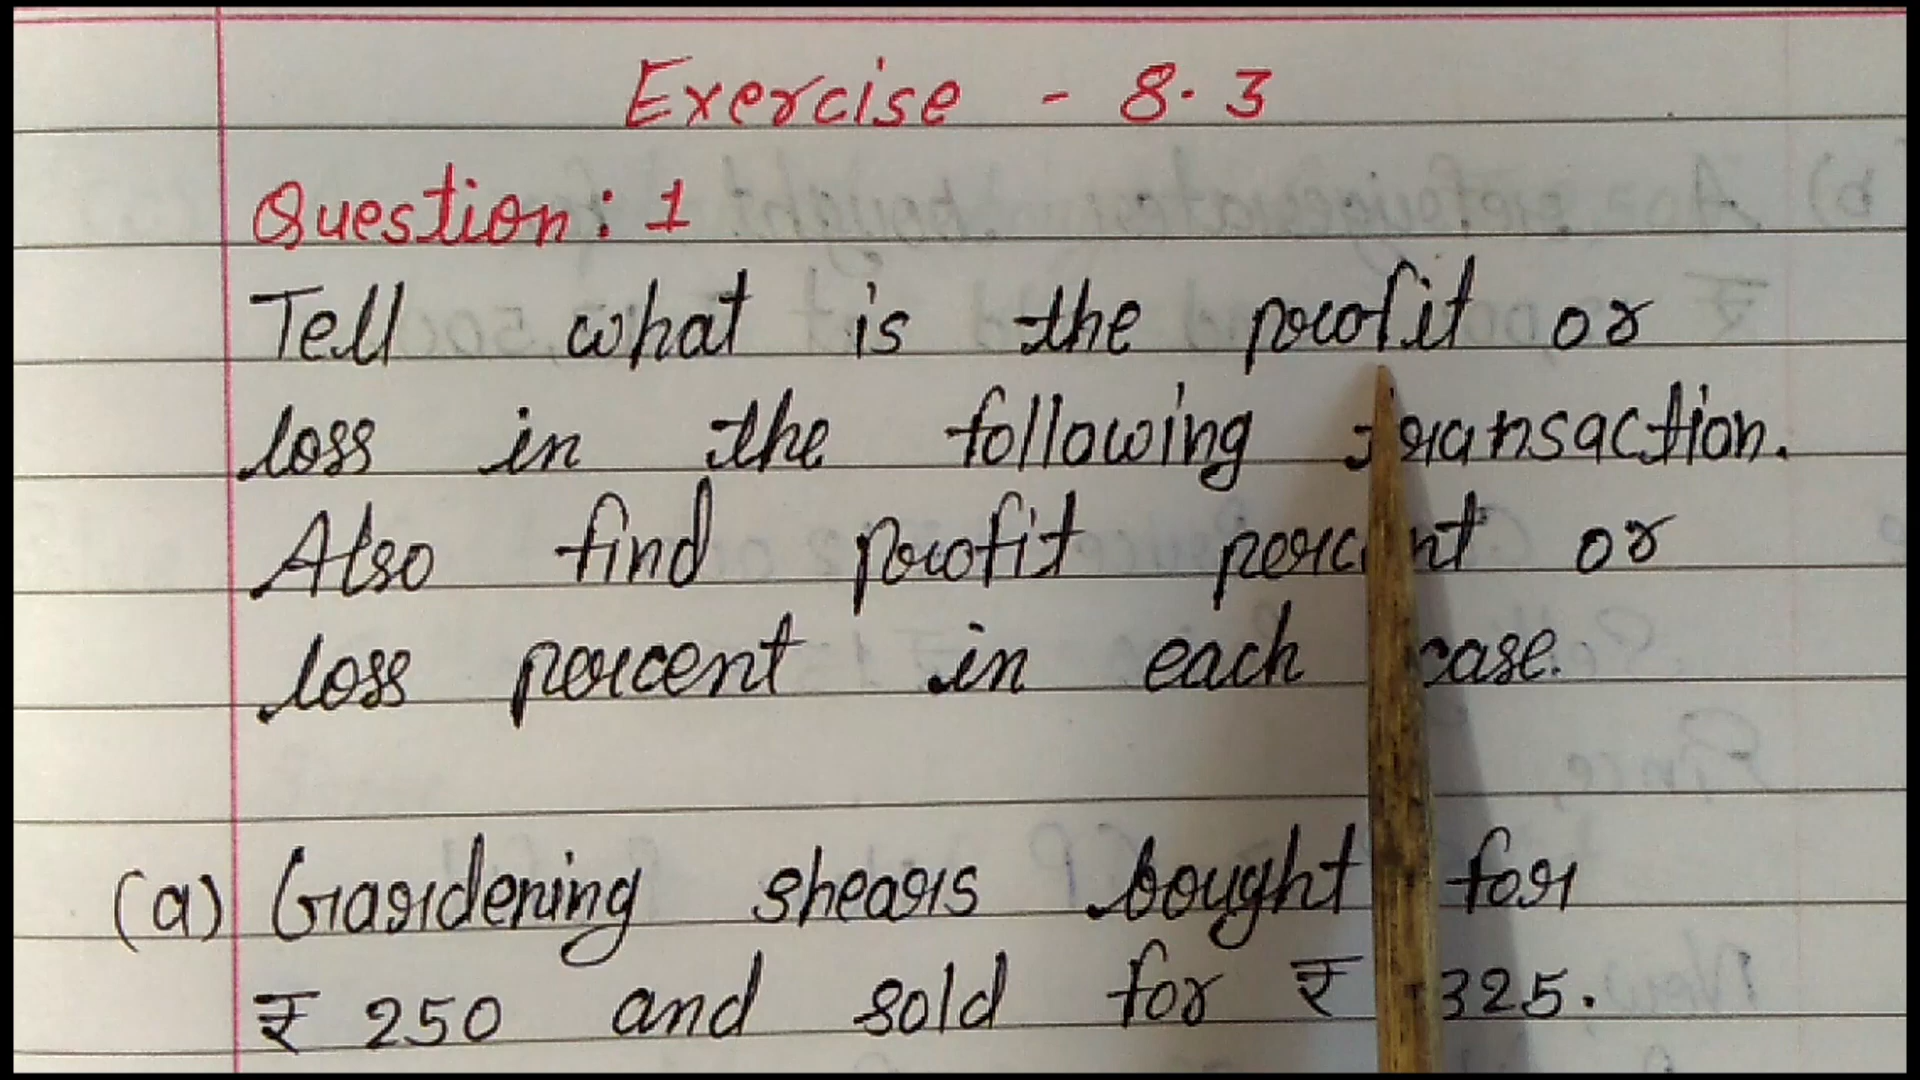 Exercise - 8.3
Question: 1
Tell what is the profit or
loss in the following transaction.
Also find profit percent or
loss percent in each case.
(a) Gardening shears bought for
₹ 250 and sold for ₹ 325.